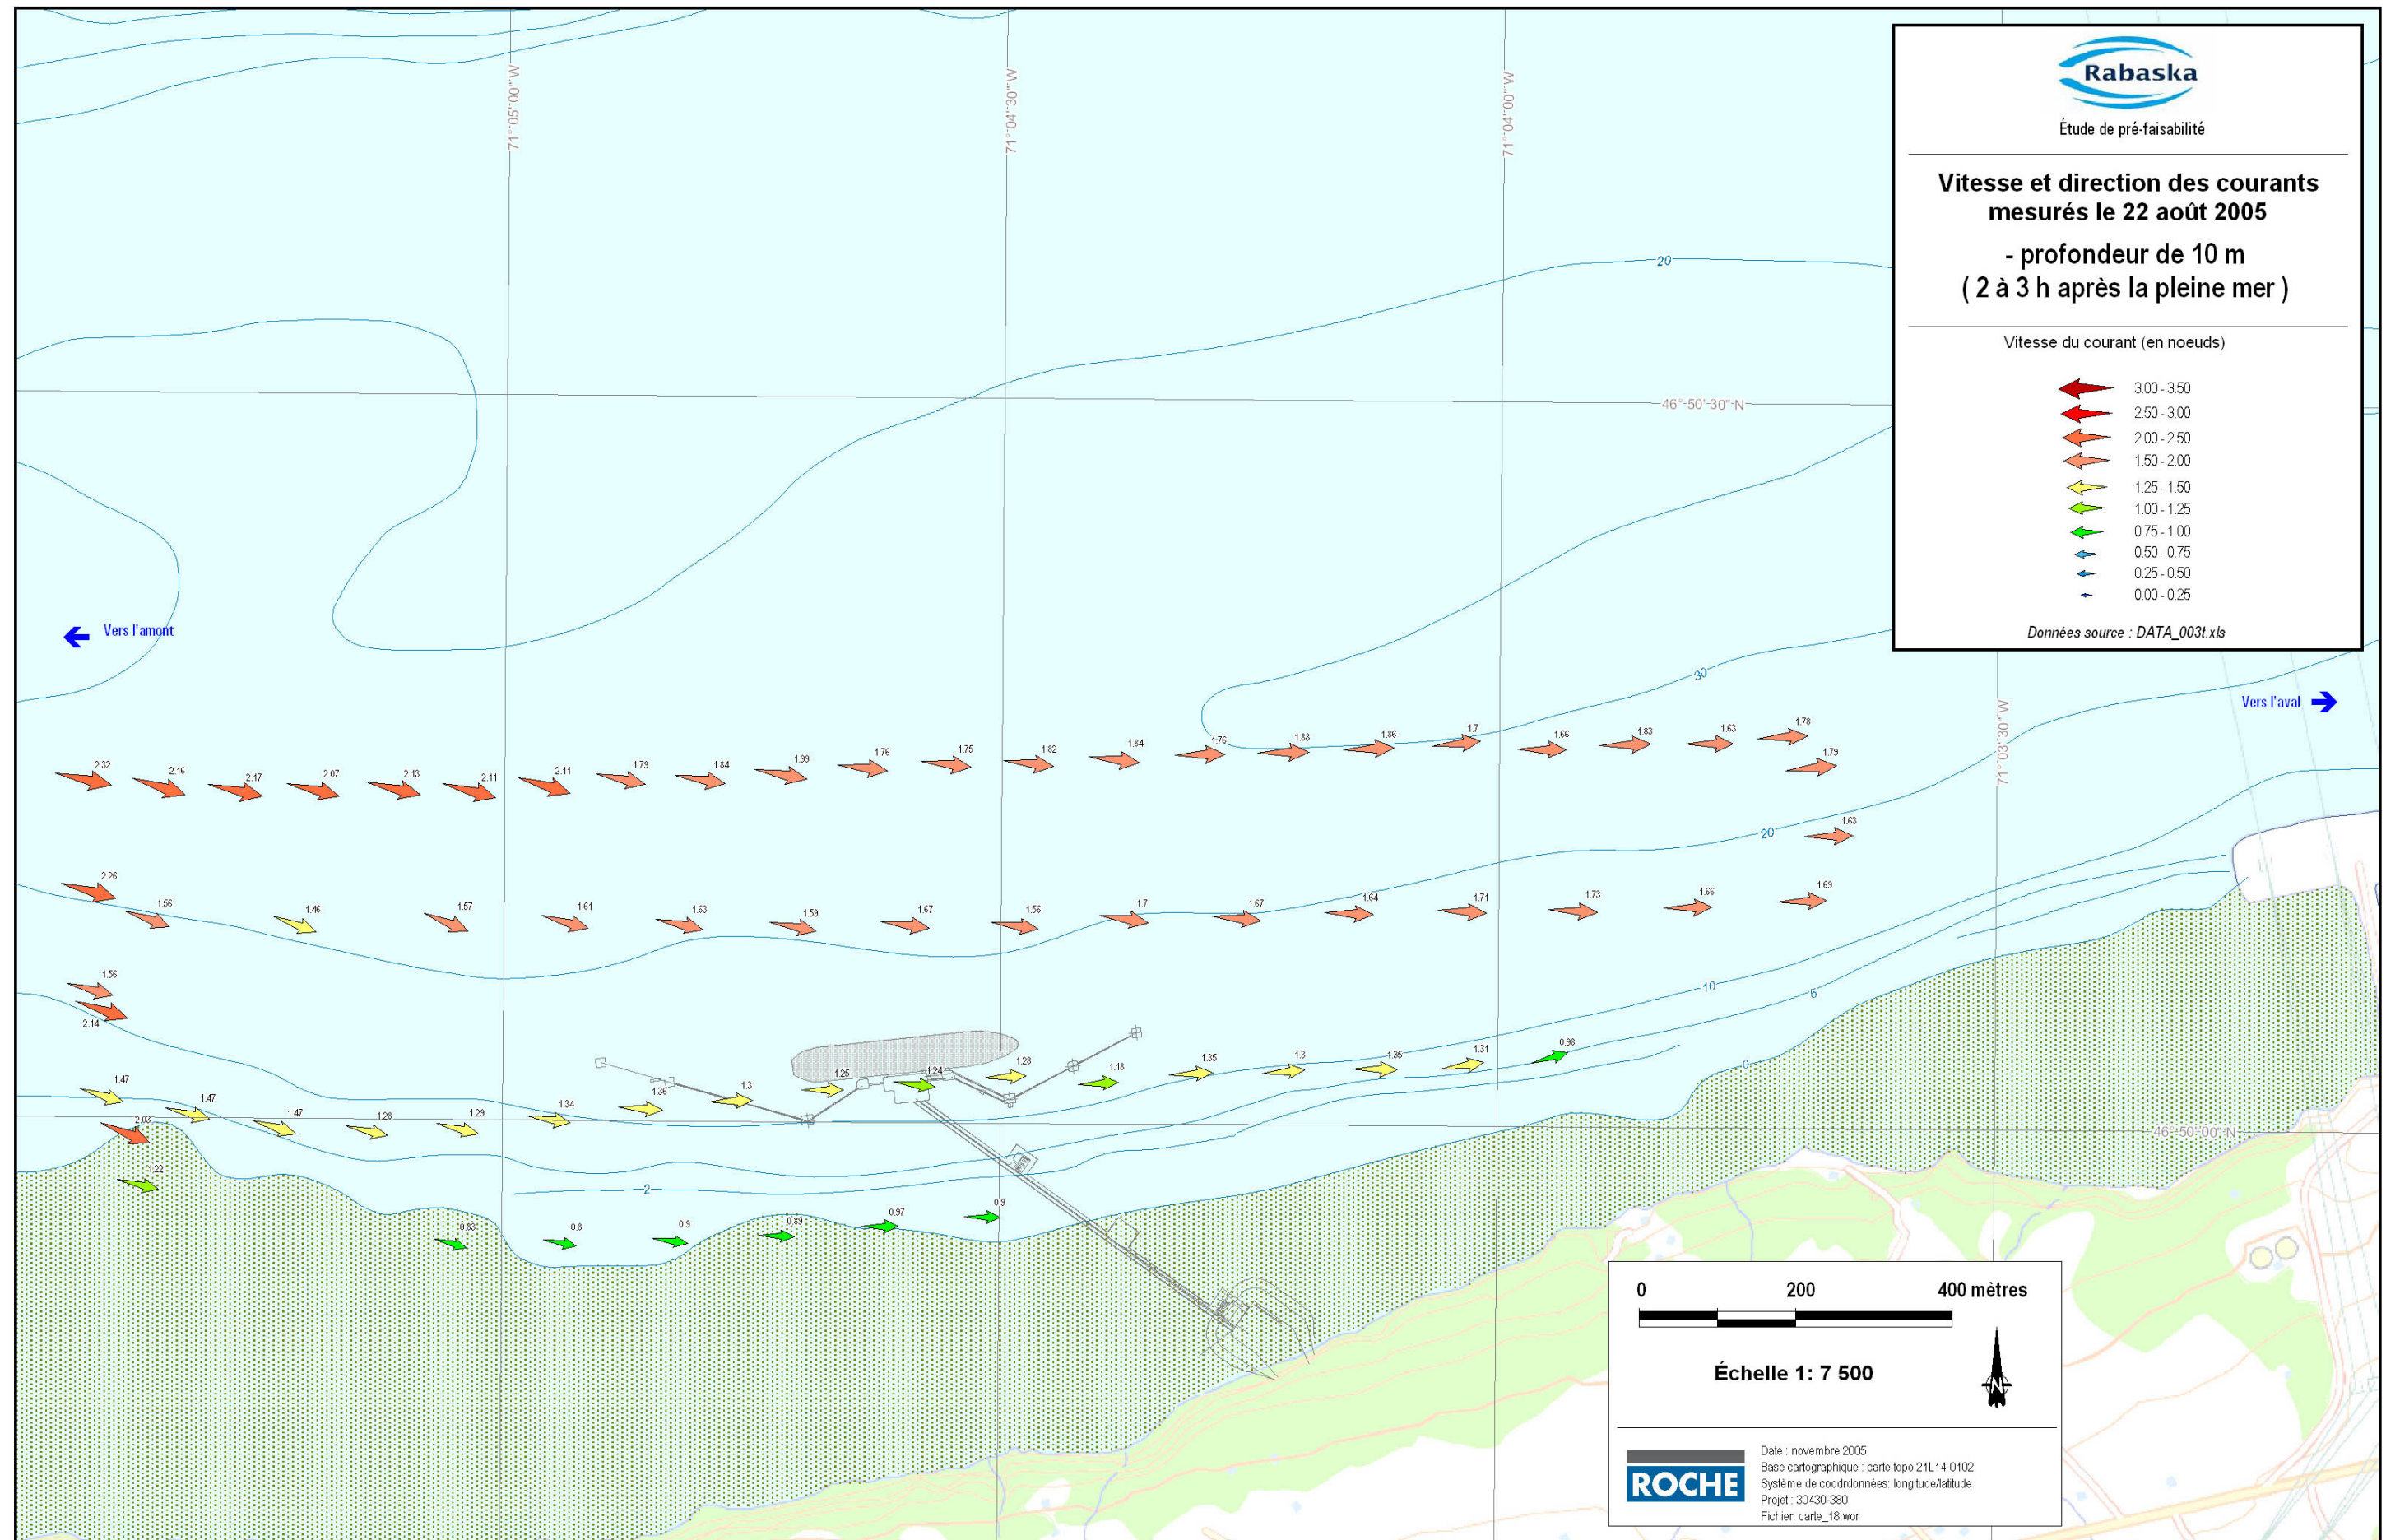 71°05'00"W
71°04'30"W
71°04'00"W
Rabaska
Étude de pré-faisabilité
Vitesse et direction des courants
mesurés le 22 août 2005
- profondeur de 10 m
( 2 à 3 h après la pleine mer )
Vitesse du courant (en noeuds)
3.00 - 3.50
2.50 - 3.00
2.00 - 2.50
1.50 - 2.00
1.25 - 1.50
1.00 - 1.25
0.75 - 1.00
0.50 - 0.75
0.25 - 0.50
0.00 - 0.25
Données source : DATA_003t.xls
20
46°-50'-30"-N
Vers l'amont
30
Vers l'aval
71°03'30"W
2.32
2.16
2.17
2.07
2.13
2.11
2.11
1.79
1.84
1.99
1.76
1.75
1.82
1.84
1.76
1.88
1.86
1.7
1.66
1.83
1.63
1.78
1.79
20
1.63
2.26
1.56
1.46
1.57
1.61
1.63
1.59
1.67
1.56
1.7
1.67
1.64
1.71
1.73
1.66
1.69
1.56
2.14
10
5
0
1.47
1.47
1.47
1.28
1.29
1.34
1.36
1.3
1.25
1.24
1.28
1.18
1.35
1.3
1.35
1.31
0.98
2.03
46°-50'-00"-N
1.22
2
0.83
0.8
0.9
0.89
0.97
0.9
0 200 400 mètres
Échelle 1: 7 500
N
ROCHE
Date : novembre 2005
Base cartographique : carte topo 21L14-0102
Système de coodrdonnées: longitude/latitude
Projet : 30430-380
Fichier: carte_18.wor